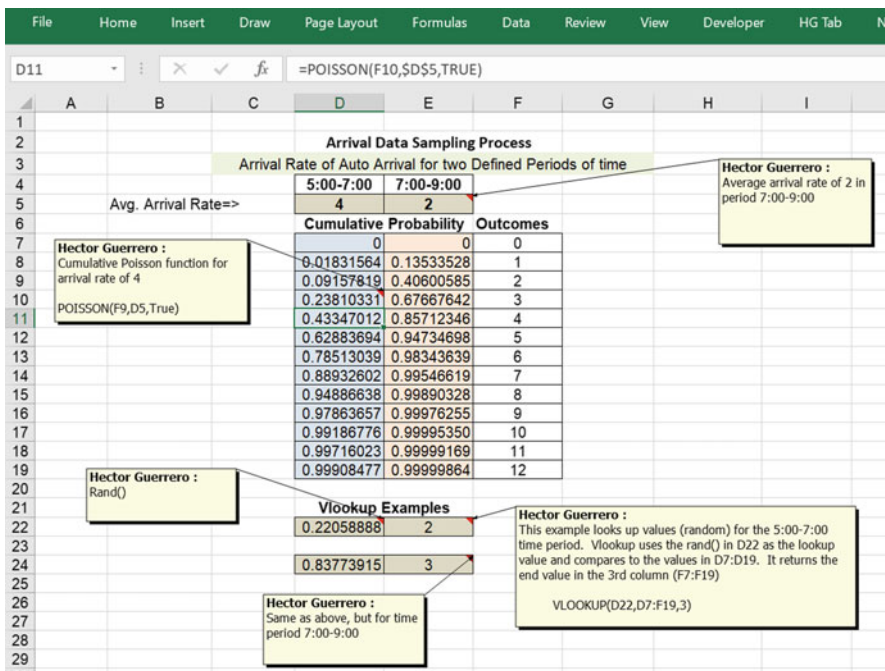 File Home Insert Draw Page Layout Formulas Data Review View Developer HG Tab N
D11 fx =POISSON(F10,$D$5,TRUE)
A B C D E F G H I
1
2 Arrival Data Sampling Process
3 Arrival Rate of Auto Arrival for two Defined Periods of time
4 5:00-7:00 7:00-9:00
5 Avg. Arrival Rate=> 4 2
Hector Guerrero :
Average arrival rate of 2 in
period 7:00-9:00
6 Cumulative Probability Outcomes
7 0 0 0
8 0.01831564 0.13533528 1
9 0.09157819 0.40600585 2
10 0.23810331 0.67667642 3
11 0.43347012 0.85712346 4
12 0.62883694 0.94734698 5
13 0.78513039 0.98343639 6
14 0.88932602 0.99546619 7
15 0.94886638 0.99890328 8
16 0.97863657 0.99976255 9
17 0.99186776 0.99995350 10
18 0.99716023 0.99999169 11
19 0.99908477 0.99999864 12
Hector Guerrero :
Cumulative Poisson function for
arrival rate of 4
POISSON(F9,D5,True)
20
21 Vlookup Examples
22 0.22058888 2
23
24 0.83773915 3
25
26
27
28
29
Hector Guerrero :
Rand()
Hector Guerrero :
This example looks up values (random) for the 5:00-7:00
time period. Vlookup uses the rand() in D22 as the lookup
value and compares to the values in D7:D19. It returns the
end value in the 3rd column (F7:F19)
VLOOKUP(D22,D7:F19,3)
Hector Guerrero :
Same as above, but for time
period 7:00-9:00